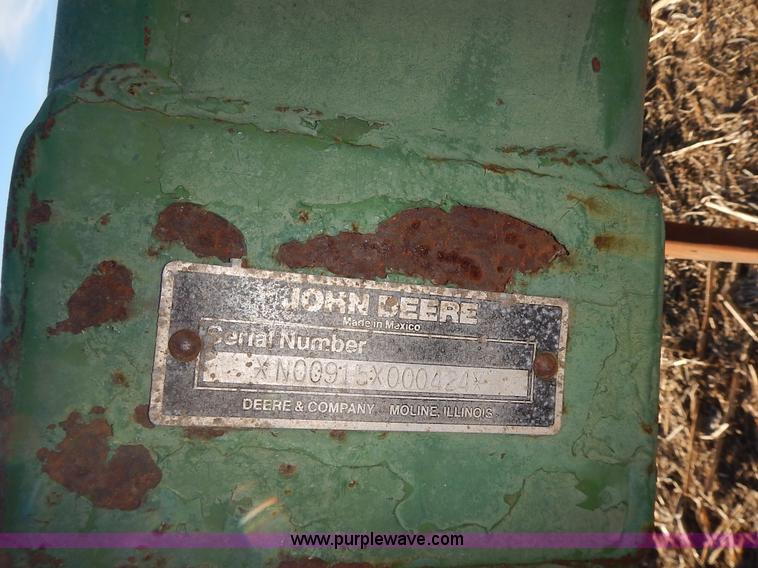 JOHN DEERE
Made in Mexico
Serial Number
*N00915X000424*
DEERE & COMPANY MOLINE, ILLINOIS
www.purplewave.com